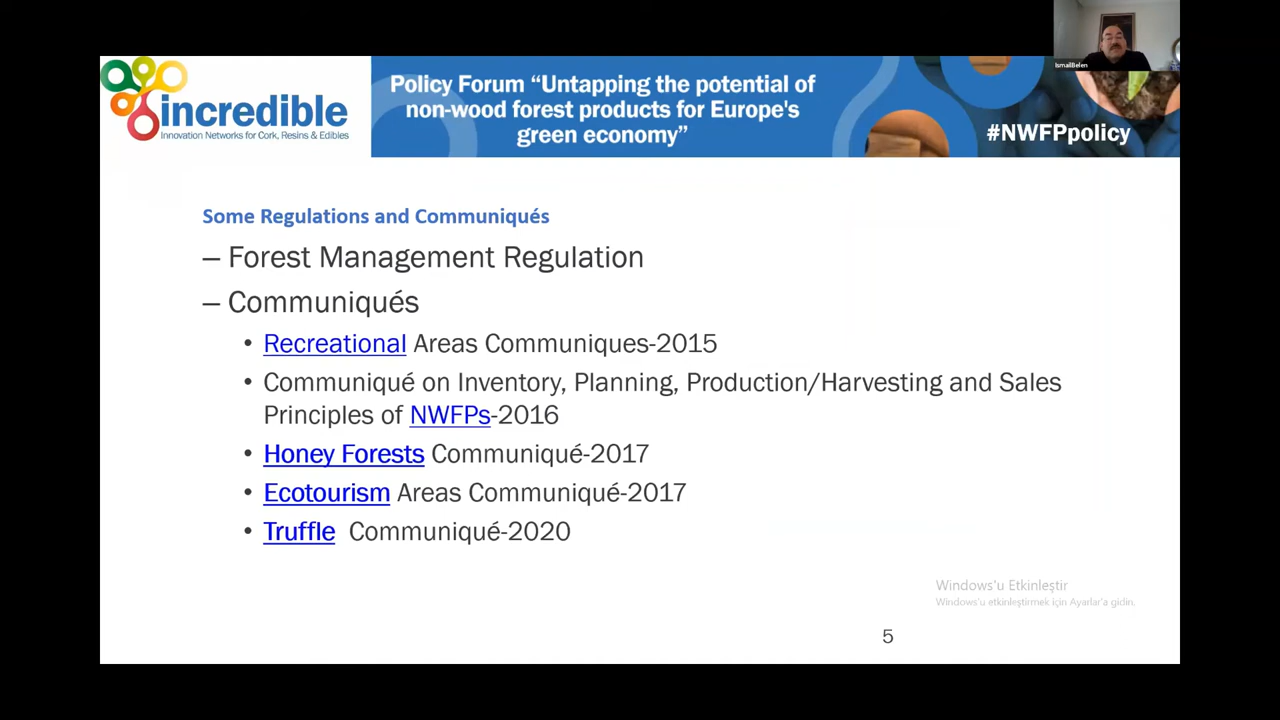 IsmailBelen
incredible
Innovation Networks for Cork, Resins & Edibles
Policy Forum “Untapping the potential of
non-wood forest products for Europe's
green economy”
#NWFPpolicy
Some Regulations and Communiqués
– Forest Management Regulation
– Communiqués
• Recreational Areas Communiques-2015
• Communiqué on Inventory, Planning, Production/Harvesting and Sales
Principles of NWFPs-2016
• Honey Forests Communiqué-2017
• Ecotourism Areas Communiqué-2017
• Truffle Communiqué-2020
Windows'u Etkinleştir
Windows'u etkinleştirmek için Ayarlar'a gidin.
5